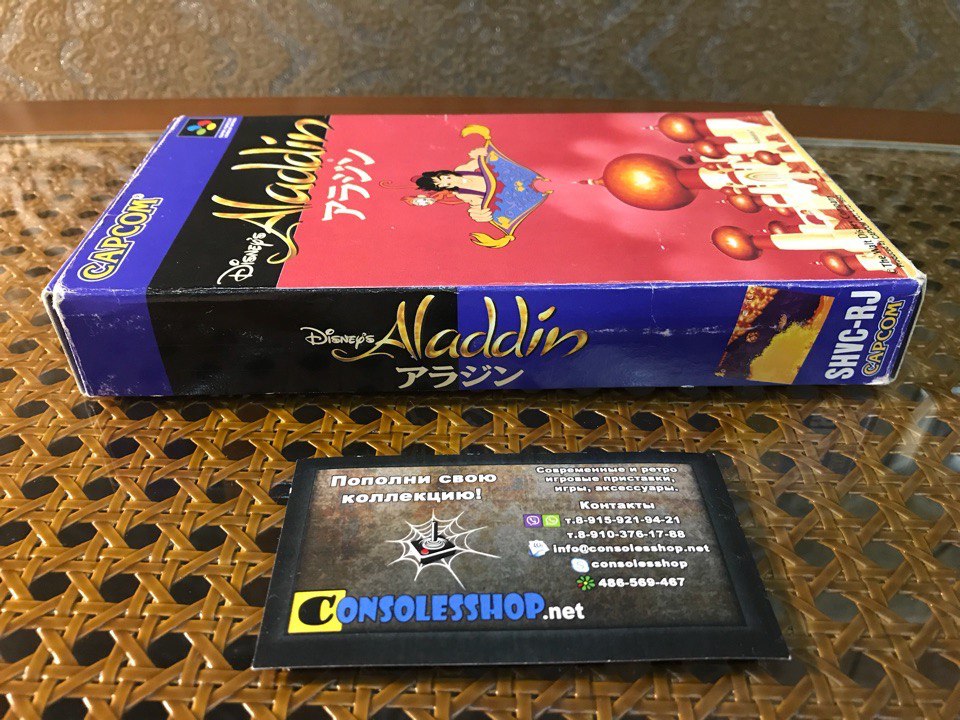 CAPCOM
DISNEY'S
Aladdin
アラジン
DISNEY'S
Aladdin
アラジン
SHVC-RJ
CAPCOM
Пополни свою
коллекцию!
Современные и ретро
игровые приставки,
игры, аксессуары.
Контакты
т.8-915-921-94-21
т.8-910-376-17-88
info@consolesshop.net
consolesshop
486-569-467
CONSOLESSHOP.net